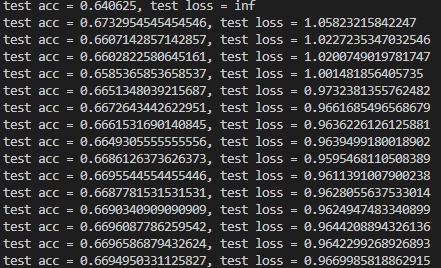 test acc = 0.640625, test loss = inf
test acc = 0.6732954545454546, test loss = 1.05823215842247
test acc = 0.6607142857142857, test loss = 1.0227235347032546
test acc = 0.6602822580645161, test loss = 1.0200749019781747
test acc = 0.6585365853658537, test loss = 1.001481856405735
test acc = 0.6651348039215687, test loss = 0.9732381355762482
test acc = 0.6672643442622951, test loss = 0.9661685496568679
test acc = 0.6661531690140845, test loss = 0.9636226126125881
test acc = 0.6649305555555556, test loss = 0.9639499180018902
test acc = 0.6686126373626373, test loss = 0.9595468110508389
test acc = 0.6695544554455446, test loss = 0.9611391007900238
test acc = 0.6687781531531531, test loss = 0.9628055637533014
test acc = 0.6690340909090909, test loss = 0.9624947483340899
test acc = 0.6696087786259542, test loss = 0.9644208894326136
test acc = 0.6696586879432624, test loss = 0.9642299268926893
test acc = 0.6694950331125827, test loss = 0.9669985818862915